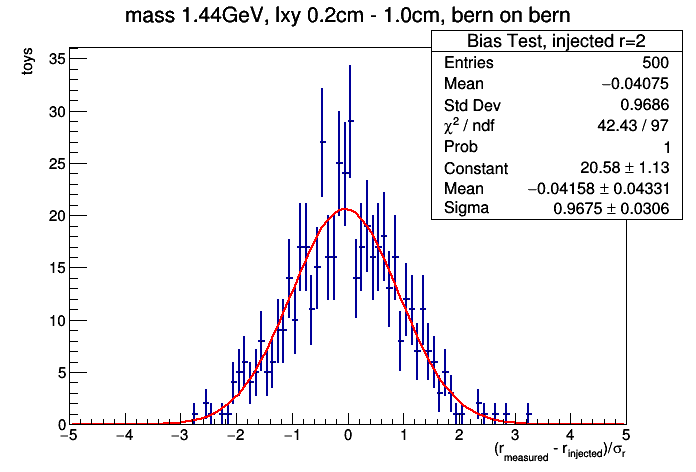 mass 1.44GeV, lxy 0.2cm - 1.0cm, bern on bern
Bias Test, injected r=2
Entries 500
Mean −0.04075
Std Dev 0.9686
χ² / ndf 42.43 / 97
Prob 1
Constant 20.58 ± 1.13
Mean −0.04158 ± 0.04331
Sigma 0.9675 ± 0.0306
toys
35
30
25
20
15
10
5
0
−5 −4 −3 −2 −1 0 1 2 3 4 5
(r_measured - r_injected)/σ_r